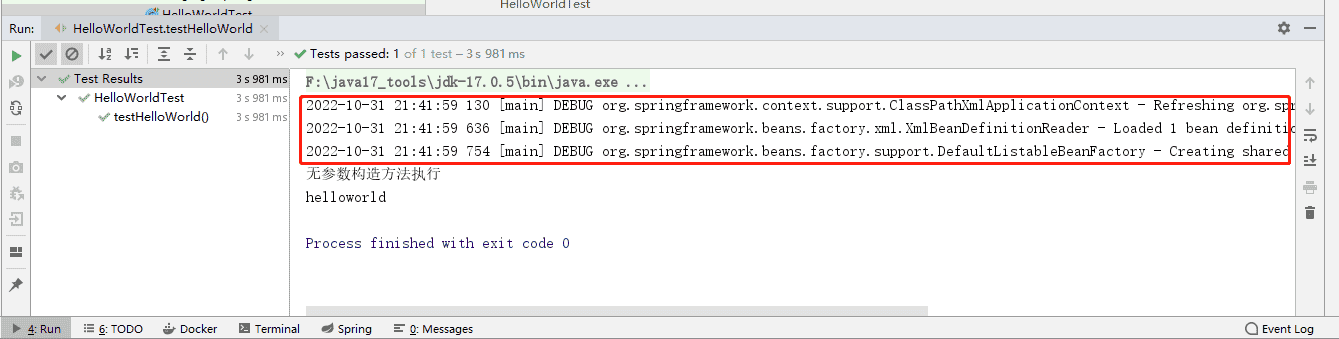 HelloWorldTest
HelloWorldTest
Run: HelloWorldTest.testHelloWorld
Tests passed: 1 of 1 test – 3 s 981 ms
Test Results 3 s 981 ms
HelloWorldTest 3 s 981 ms
testHelloWorld() 3 s 981 ms
F:\java17_tools\jdk-17.0.5\bin\java.exe ...
2022-10-31 21:41:59 130 [main] DEBUG org.springframework.context.support.ClassPathXmlApplicationContext - Refreshing org.spr
2022-10-31 21:41:59 636 [main] DEBUG org.springframework.beans.factory.xml.XmlBeanDefinitionReader - Loaded 1 bean definitio
2022-10-31 21:41:59 754 [main] DEBUG org.springframework.beans.factory.support.DefaultListableBeanFactory - Creating shared
无参数构造方法执行
helloworld
Process finished with exit code 0
4: Run 6: TODO Docker Terminal Spring 0: Messages Event Log